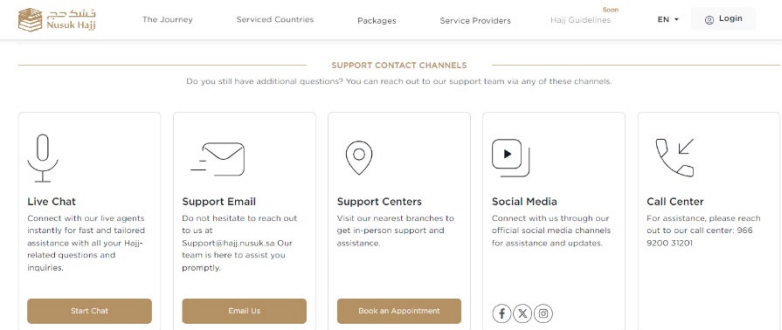 نسك حج
Nusuk Hajj
The Journey
Serviced Countries
Packages
Service Providers
Soon
Hajj Guidelines
EN
Login
SUPPORT CONTACT CHANNELS
Do you still have additional questions? You can reach out to our support team via any of these channels.
Live Chat
Connect with our live agents
instantly for fast and tailored
assistance with all your Hajj-
related questions and
inquiries.
Start Chat
Support Email
Do not hesitate to reach out
to us at
Support@hajj.nusuk.sa Our
team is here to assist you
promptly.
Email Us
Support Centers
Visit our nearest branches to
get in-person support and
assistance.
Book an Appointment
Social Media
Connect with us through our
official social media channels
for assistance and updates.
Call Center
For assistance, please reach
out to our call center: 966
9200 31201